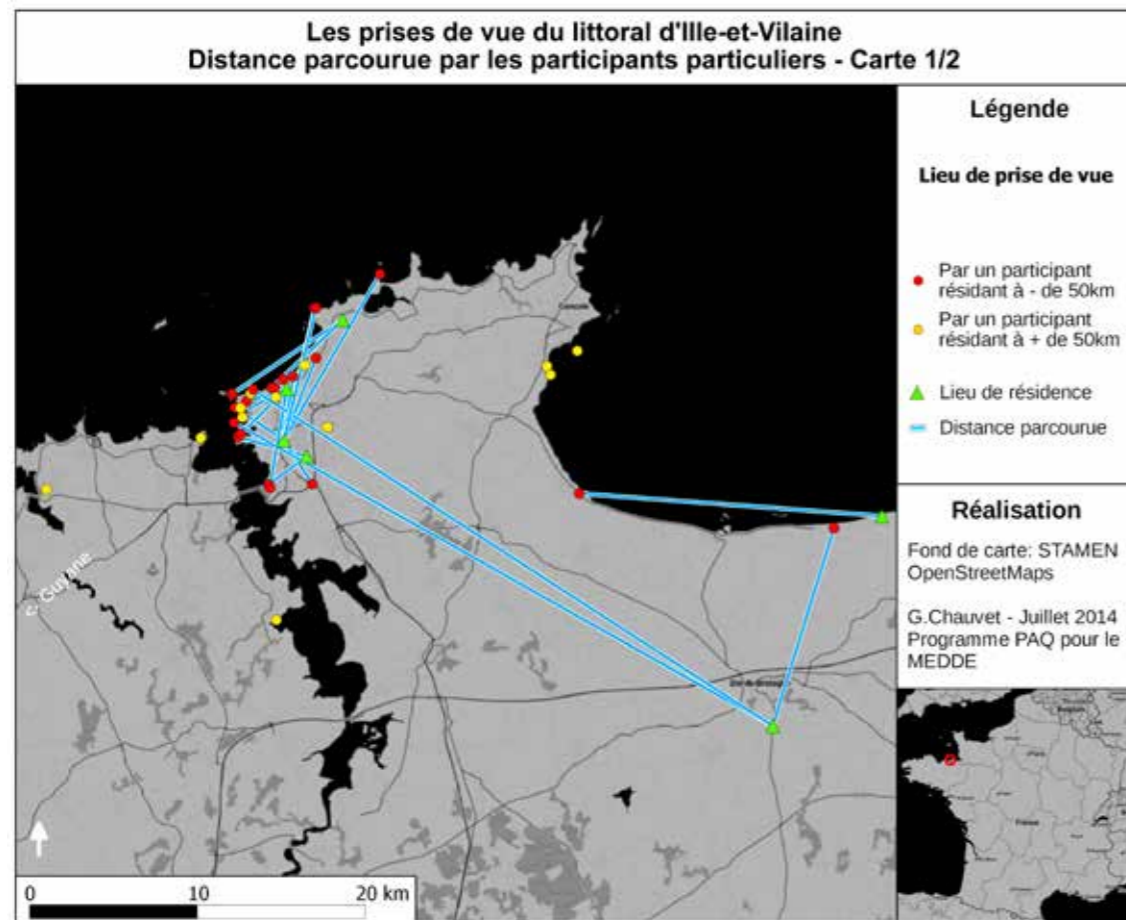 Les prises de vue du littoral d'Ille-et-Vilaine
Distance parcourue par les participants particuliers - Carte 1/2
Légende
Lieu de prise de vue
Par un participant
résidant à - de 50km
Par un participant
résidant à + de 50km
Lieu de résidence
Distance parcourue
Réalisation
Fond de carte: STAMEN
OpenStreetMaps
G.Chauvet - Juillet 2014
Programme PAQ pour le
MEDDE
<- Guyane
0 10 20 km